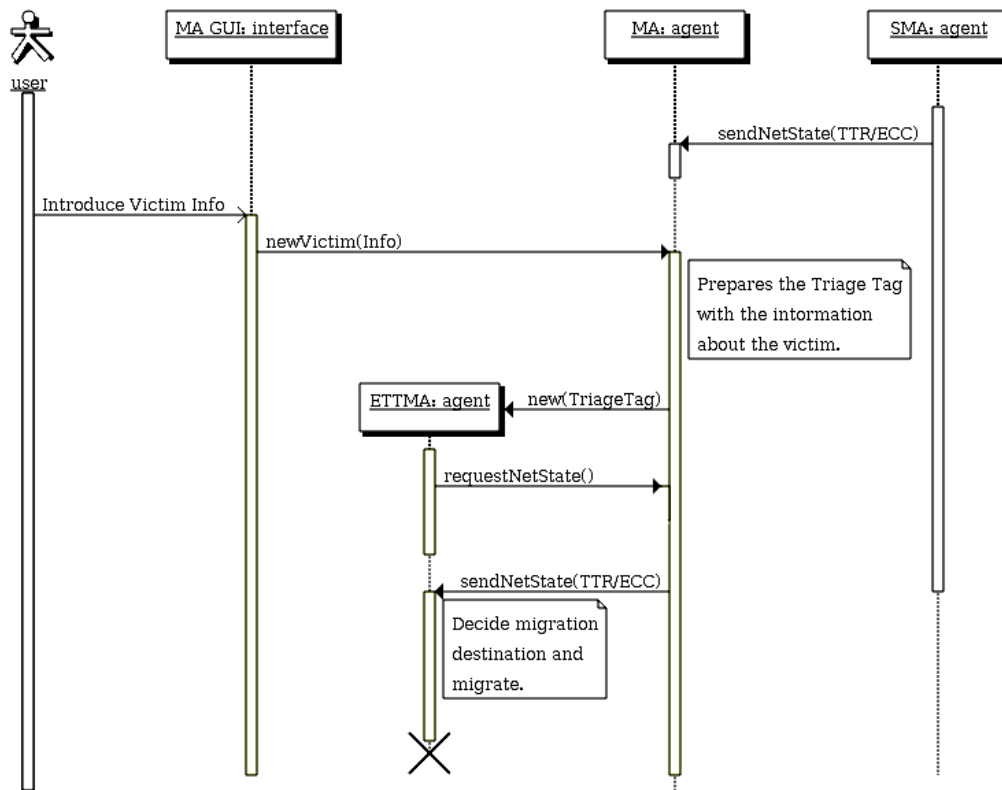 MA GUI: interface
MA: agent
SMA: agent
user
sendNetState(TTR/ECC)
Introduce Victim Info
newVictim(Info)
Prepares the Triage Tag
with the intormation
about the victim.
ETTMA: agent
new(TriageTag)
requestNetState()
sendNetState(TTR/ECC)
Decide migration
destination and
migrate.